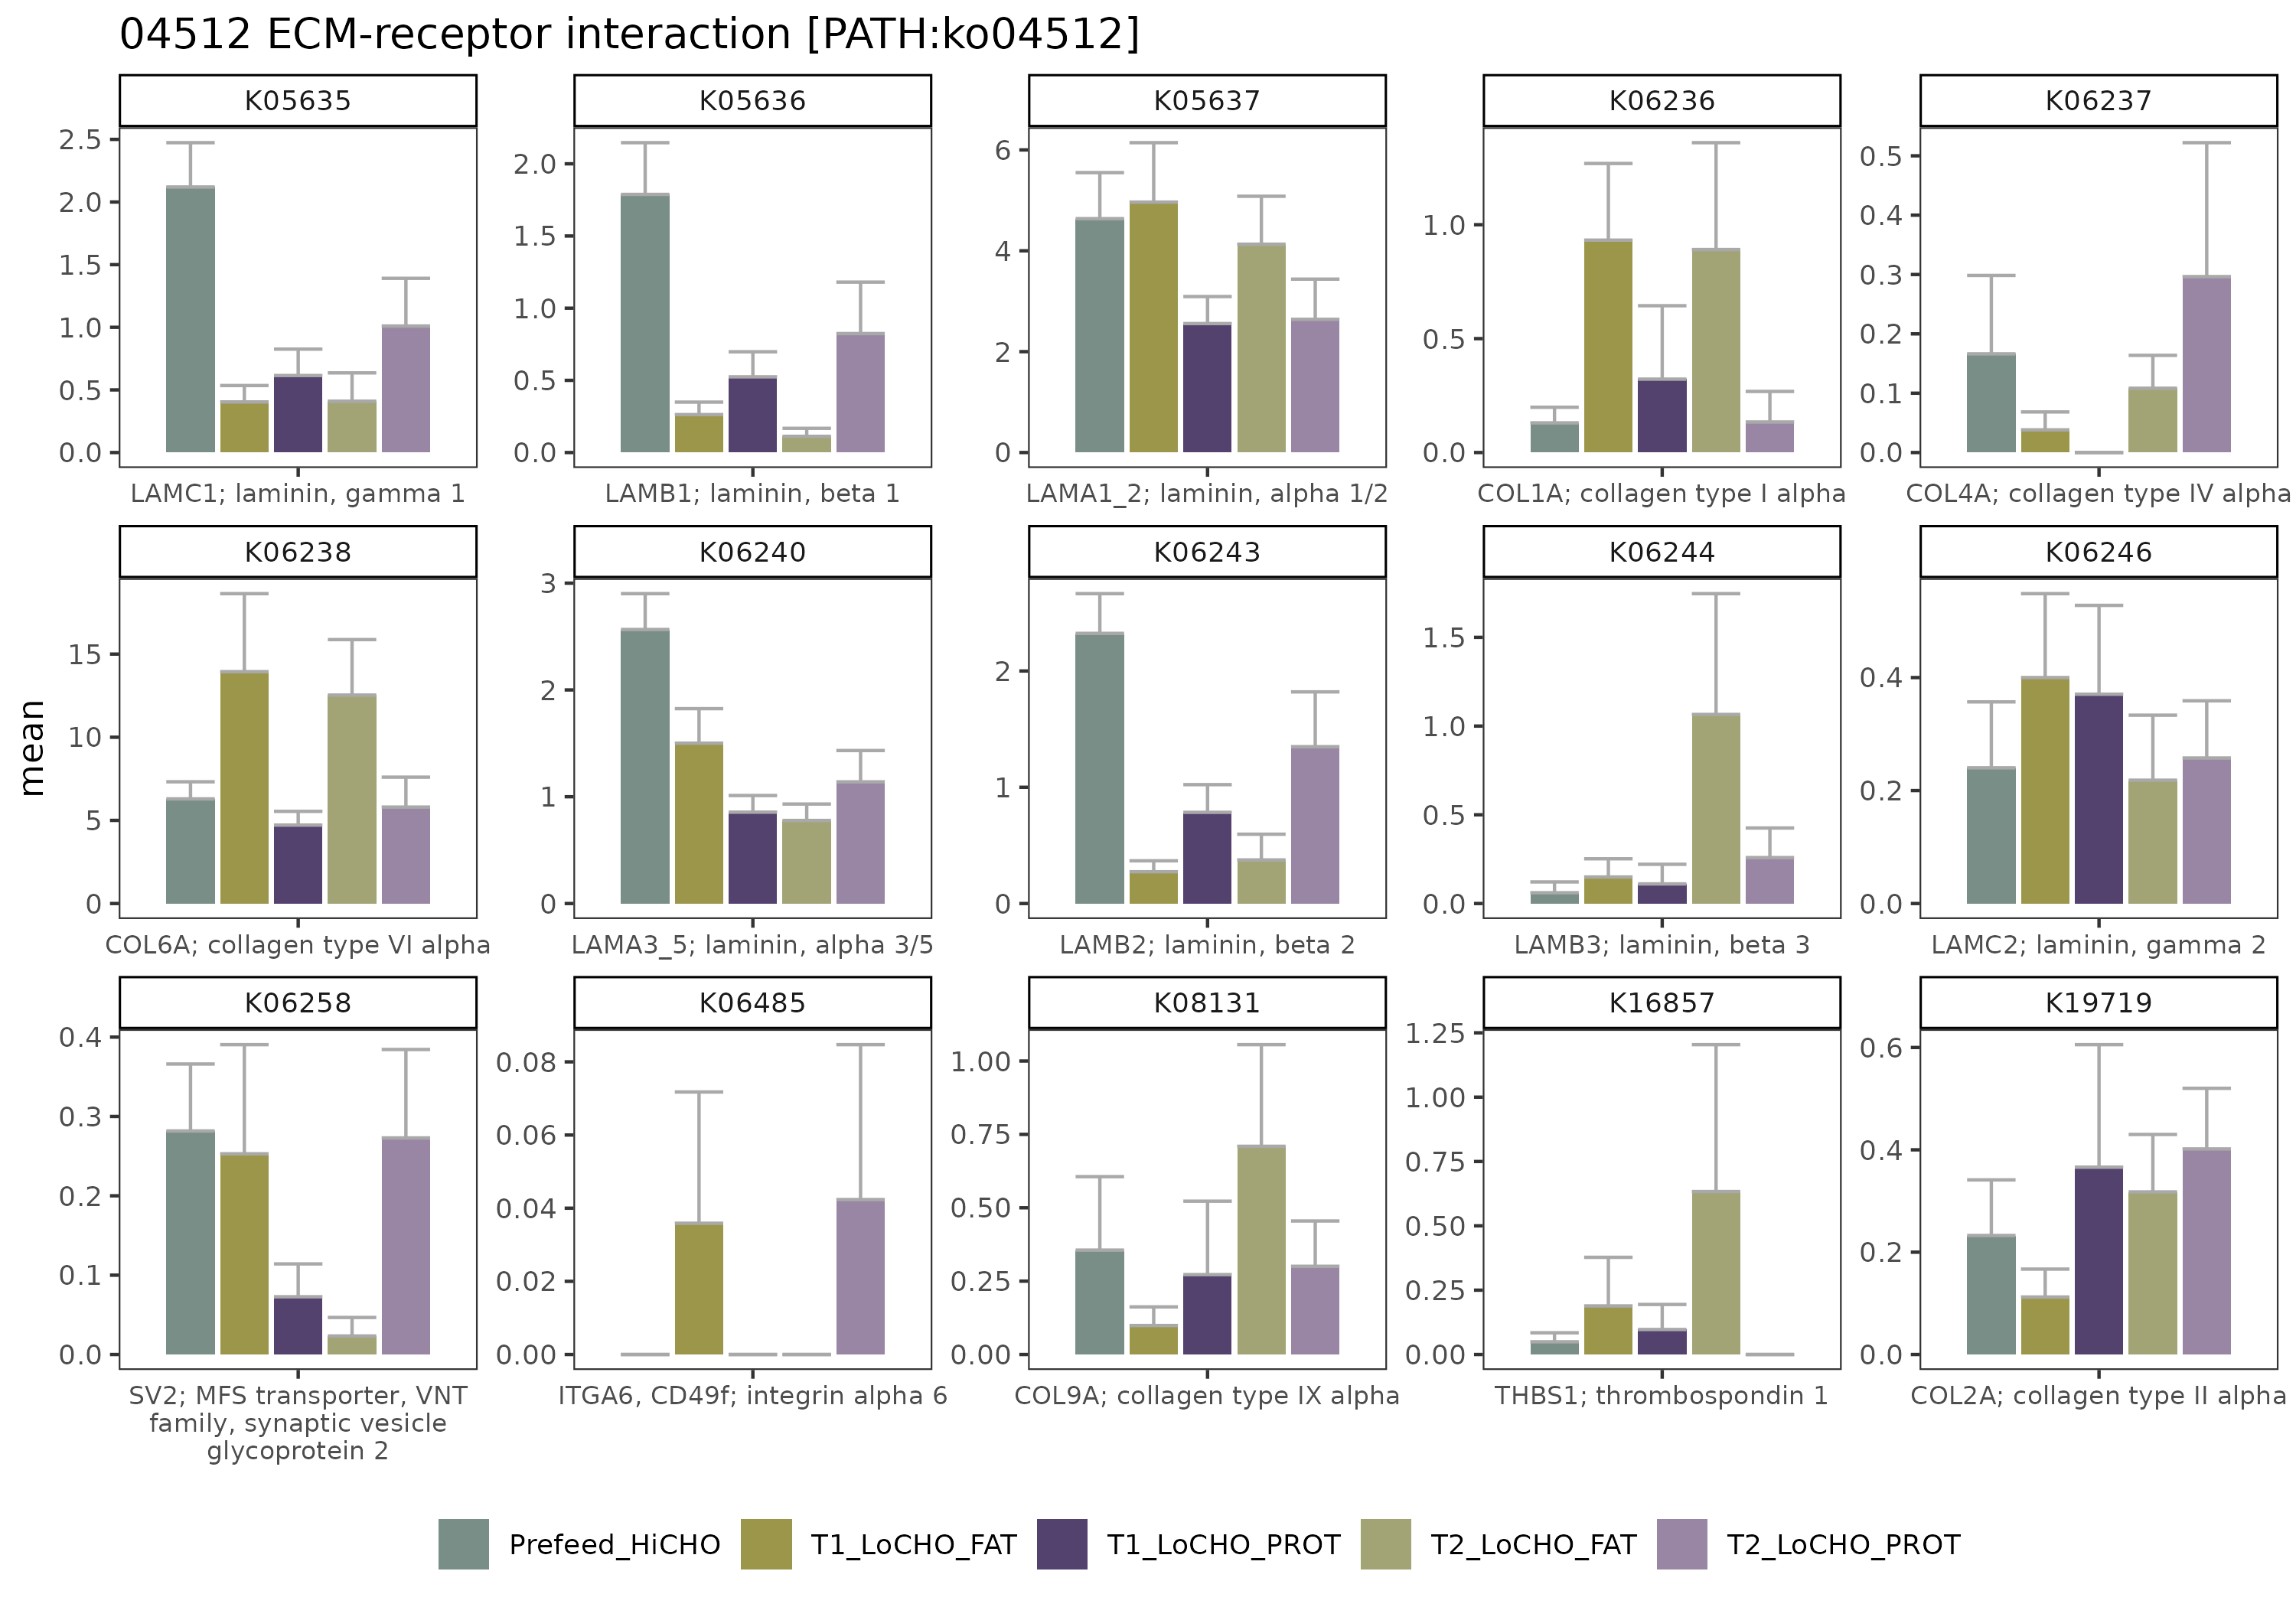 04512 ECM-receptor interaction [PATH:ko04512]
K05635 K05636 K05637 K06236 K06237
2.5
2.0
1.5
1.0
0.5
0.0
2.0
1.5
1.0
0.5
0.0
6
4
2
0
1.0
0.5
0.0
0.5
0.4
0.3
0.2
0.1
0.0
LAMC1; laminin, gamma 1
LAMB1; laminin, beta 1
LAMA1_2; laminin, alpha 1/2
COL1A; collagen type I alpha
COL4A; collagen type IV alpha
mean
K06238 K06240 K06243 K06244 K06246
15
10
5
0
3
2
1
0
2
1
0
1.5
1.0
0.5
0.0
0.4
0.2
0.0
COL6A; collagen type VI alpha
LAMA3_5; laminin, alpha 3/5
LAMB2; laminin, beta 2
LAMB3; laminin, beta 3
LAMC2; laminin, gamma 2
K06258 K06485 K08131 K16857 K19719
0.4
0.3
0.2
0.1
0.0
0.08
0.06
0.04
0.02
0.00
1.00
0.75
0.50
0.25
0.00
1.25
1.00
0.75
0.50
0.25
0.00
0.6
0.4
0.2
0.0
SV2; MFS transporter, VNT
family, synaptic vesicle
glycoprotein 2
ITGA6, CD49f; integrin alpha 6
COL9A; collagen type IX alpha
THBS1; thrombospondin 1
COL2A; collagen type II alpha
Prefeed_HiCHO T1_LoCHO_FAT T1_LoCHO_PROT T2_LoCHO_FAT T2_LoCHO_PROT